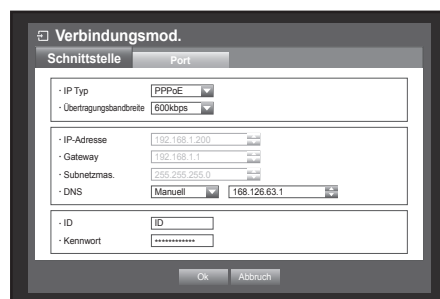 Verbindungsmod.
Schnittstelle Port
· IP Typ PPPoE
· Übertragungsbandbreite 600kbps
· IP-Adresse 192.168.1.200
· Gateway 192.168.1.1
· Subnetzmas. 255.255.255.0
· DNS Manuell 168.126.63.1
· ID ID
· Kennwort ************
Ok Abbruch